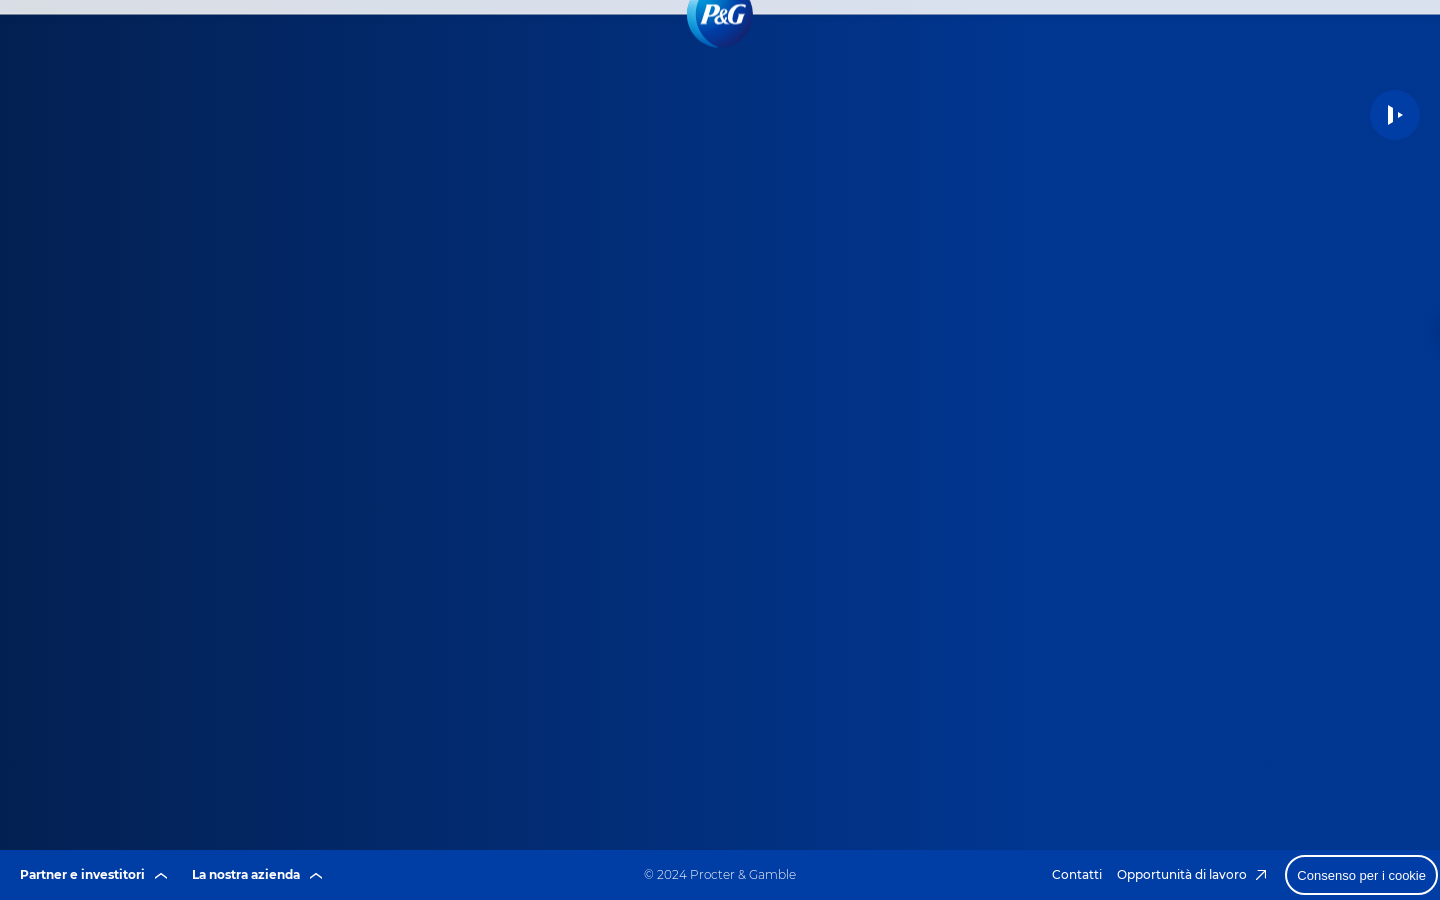 P&G
Partner e investitori
La nostra azienda
© 2024 Procter & Gamble
Contatti
Opportunità di lavoro
Consenso per i cookie